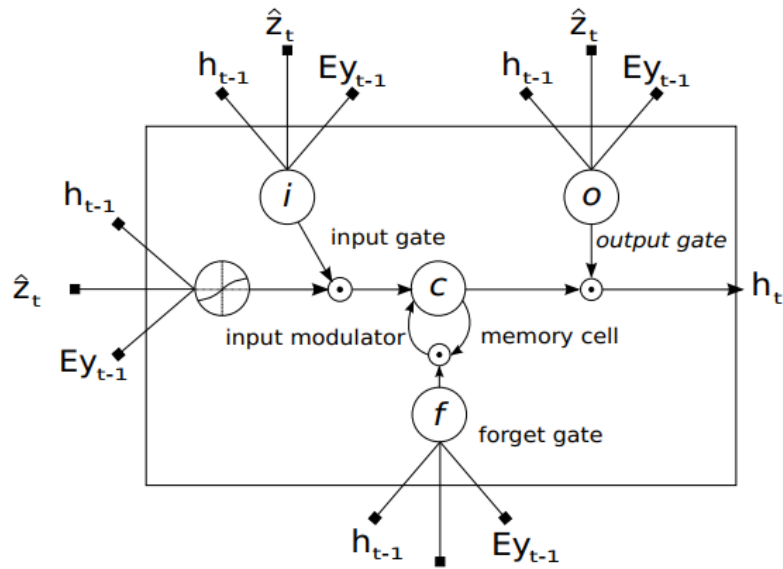 ẑt ẑt
ht-1 Eyt-1 ht-1 Eyt-1
i o
ht-1
input gate output gate
ẑt c ht
input modulator memory cell
Eyt-1
f forget gate
ht-1 Eyt-1